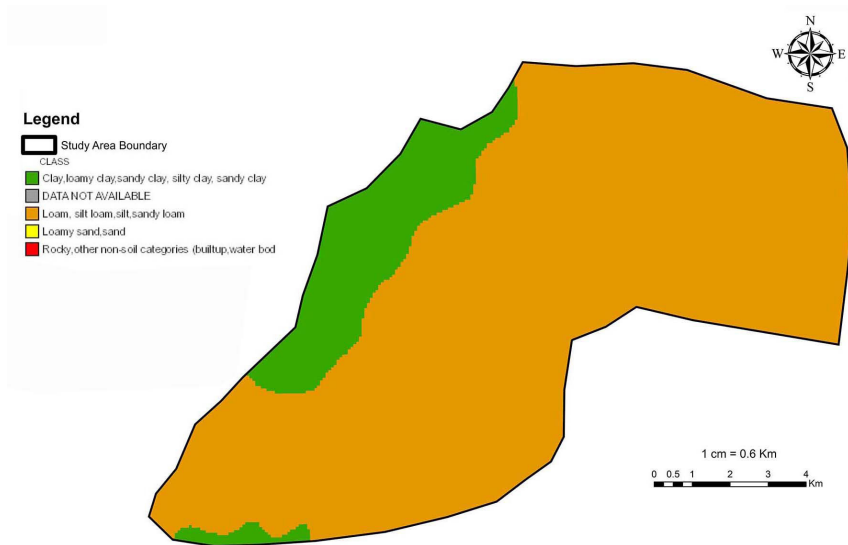 N
W E
S
Legend
Study Area Boundary
CLASS
Clay,loamy clay,sandy clay, silty clay, sandy clay
DATA NOT AVAILABLE
Loam, silt loam,silt,sandy loam
Loamy sand,sand
Rocky,other non-soil categories (builtup,water bod
1 cm = 0.6 Km
0 0.5 1 2 3 4
Km